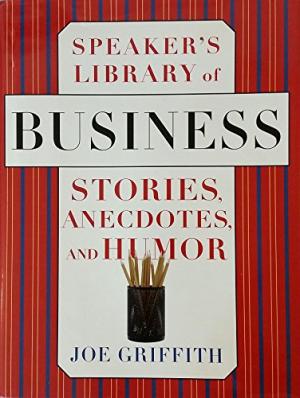 SPEAKER'S
LIBRARY of
BUSINESS
STORIES,
ANECDOTES,
AND HUMOR
JOE GRIFFITH